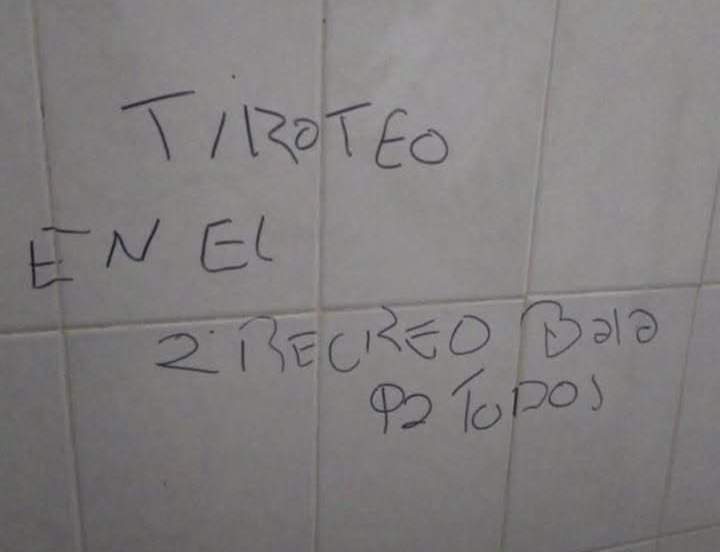 TIROTEO
EN EL
2° RECREO Bala
Pa TODOS